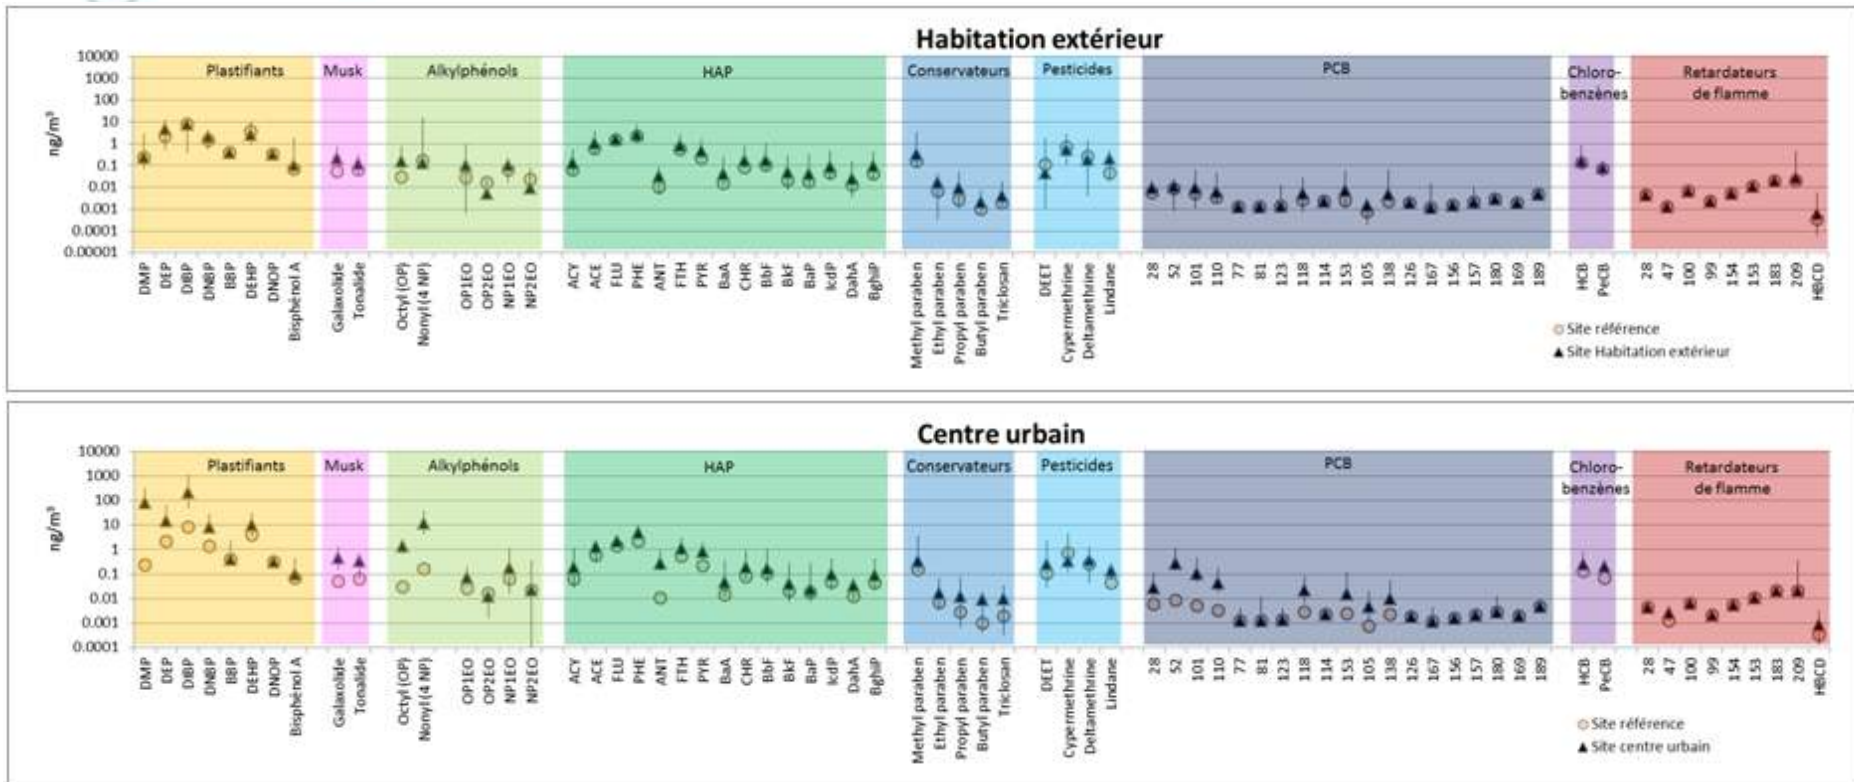 Habitation extérieur
Plastifiants
Musk
Alkylphénols
HAP
Conservateurs
Pesticides
PCB
Chloro-
benzènes
Retardateurs
de flamme
ng/m³
10000
1000
100
10
1
0.1
0.01
0.001
0.0001
0.00001
DMP
DEP
DIBP
DNBP
BBP
DEHP
DNOP
Bisphénol A
Galaxolide
Tonalide
Octyl (OP)
Nonyl (4 NP)
OP1EO
OP2EO
NP1EO
NP2EO
ACY
ACE
FLU
PHE
ANT
FTH
PYR
BaA
CHR
BbF
BkF
BaP
IcdP
DahA
BghiP
Methyl paraben
Ethyl paraben
Propyl paraben
Butyl paraben
Triclosan
DEET
Cypermethrine
Deltamethrine
Lindane
28
52
101
110
77
81
123
118
114
153
105
138
126
167
156
157
180
169
189
HCB
PeCB
28
47
100
99
154
153
183
209
HBCD
Site référence
Site Habitation extérieur
Centre urbain
Plastifiants
Musk
Alkylphénols
HAP
Conservateurs
Pesticides
PCB
Chloro-
benzènes
Retardateurs
de flamme
ng/m³
10000
1000
100
10
1
0.1
0.01
0.001
0.0001
DMP
DEP
DIBP
DNBP
BBP
DEHP
DNOP
Bisphénol A
Galaxolide
Tonalide
Octyl (OP)
Nonyl (4 NP)
OP1EO
OP2EO
NP1EO
NP2EO
ACY
ACE
FLU
PHE
ANT
FTH
PYR
BaA
CHR
BbF
BkF
BaP
IcdP
DahA
BghiP
Methyl paraben
Ethyl paraben
Propyl paraben
Butyl paraben
Triclosan
DEET
Cypermethrine
Deltamethrine
Lindane
28
52
101
110
77
81
123
118
114
153
105
138
126
167
156
157
180
169
189
HCB
PeCB
28
47
100
99
154
153
183
209
HBCD
Site référence
Site centre urbain